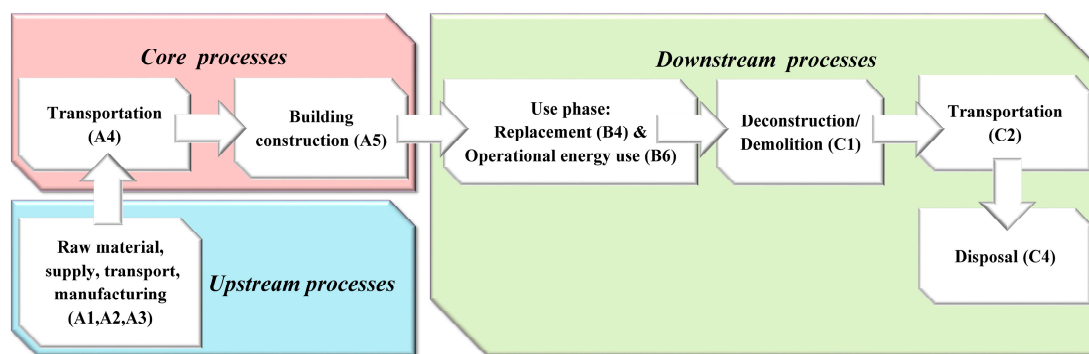 Core processes
Transportation
(A4)
Building
construction (A5)
Raw material,
supply, transport,
manufacturing
(A1,A2,A3)
Upstream processes
Downstream processes
Use phase:
Replacement (B4) &
Operational energy use (B6)
Deconstruction/
Demolition (C1)
Transportation
(C2)
Disposal (C4)